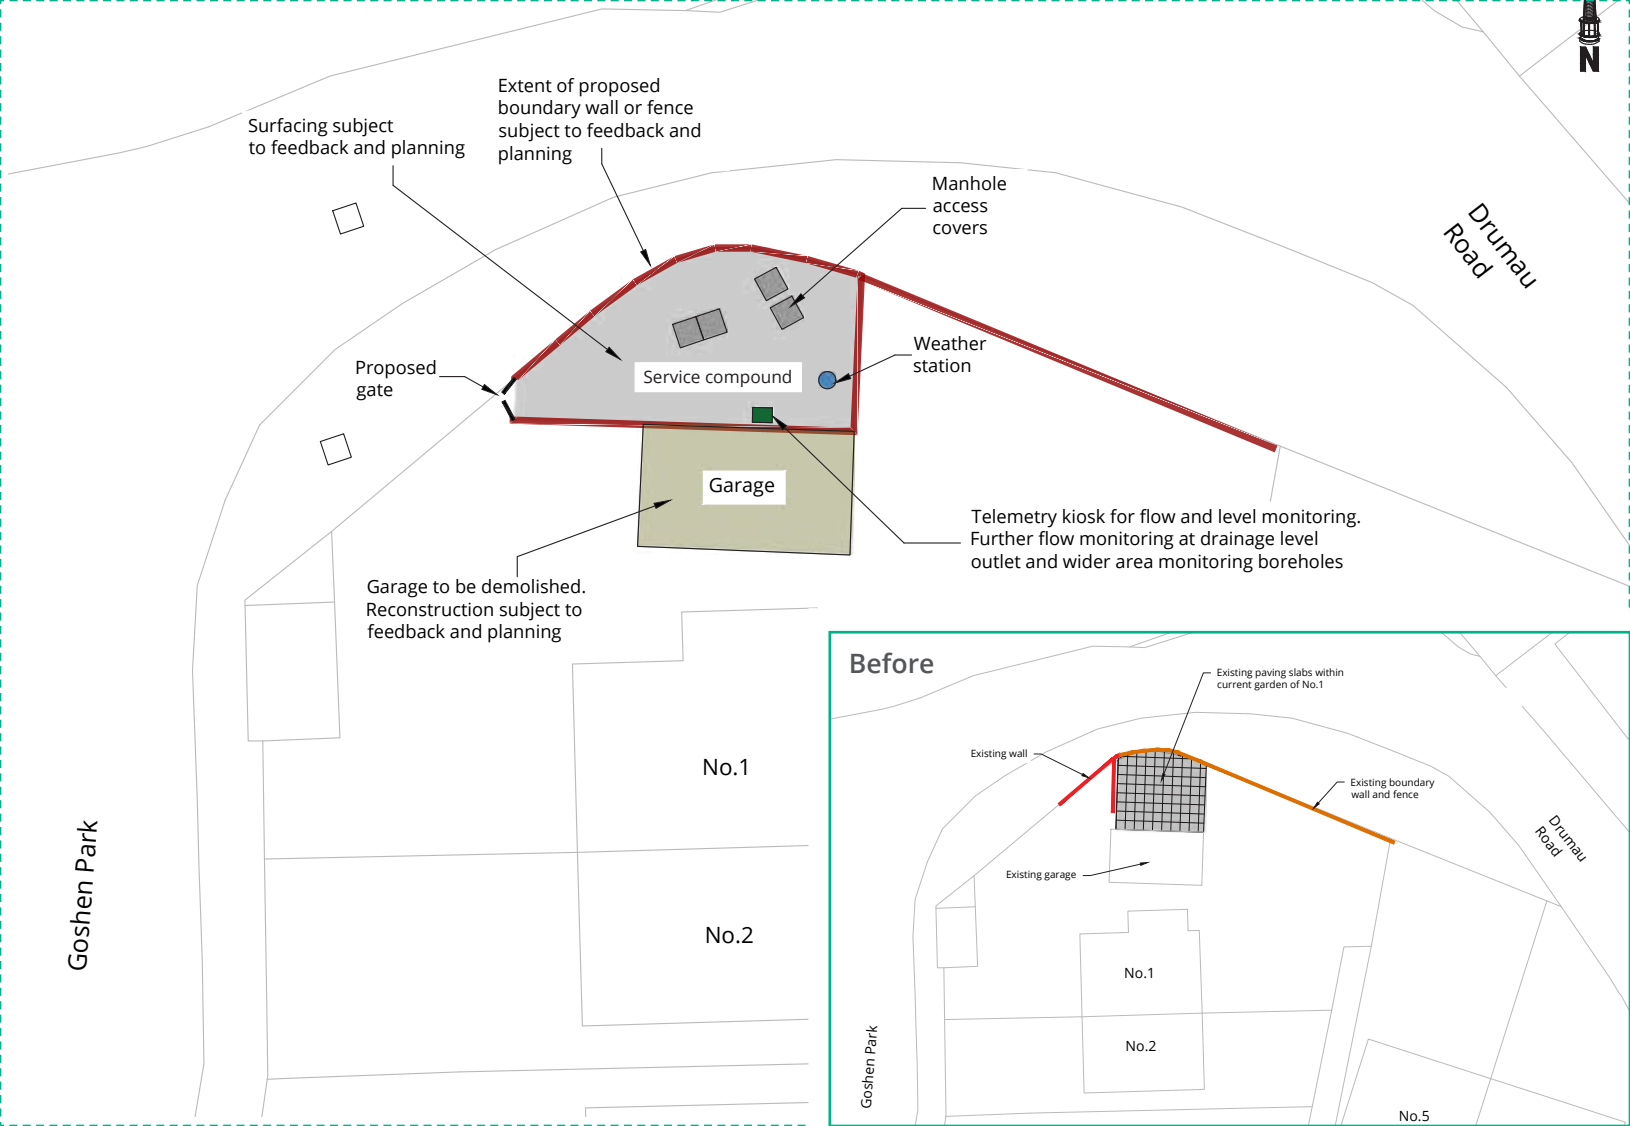 N
Extent of proposed
boundary wall or fence
subject to feedback and
planning
Surfacing subject
to feedback and planning
Manhole
access
covers
Drumau
Road
Weather
station
Proposed
gate
Service compound
Garage
Telemetry kiosk for flow and level monitoring.
Further flow monitoring at drainage level
outlet and wider area monitoring boreholes
Garage to be demolished.
Reconstruction subject to
feedback and planning
No.1
No.2
Goshen Park
Before
Existing paving slabs within
current garden of No.1
Existing wall
Existing boundary
wall and fence
Drumau
Road
Existing garage
No.1
No.2
Goshen Park
No.5